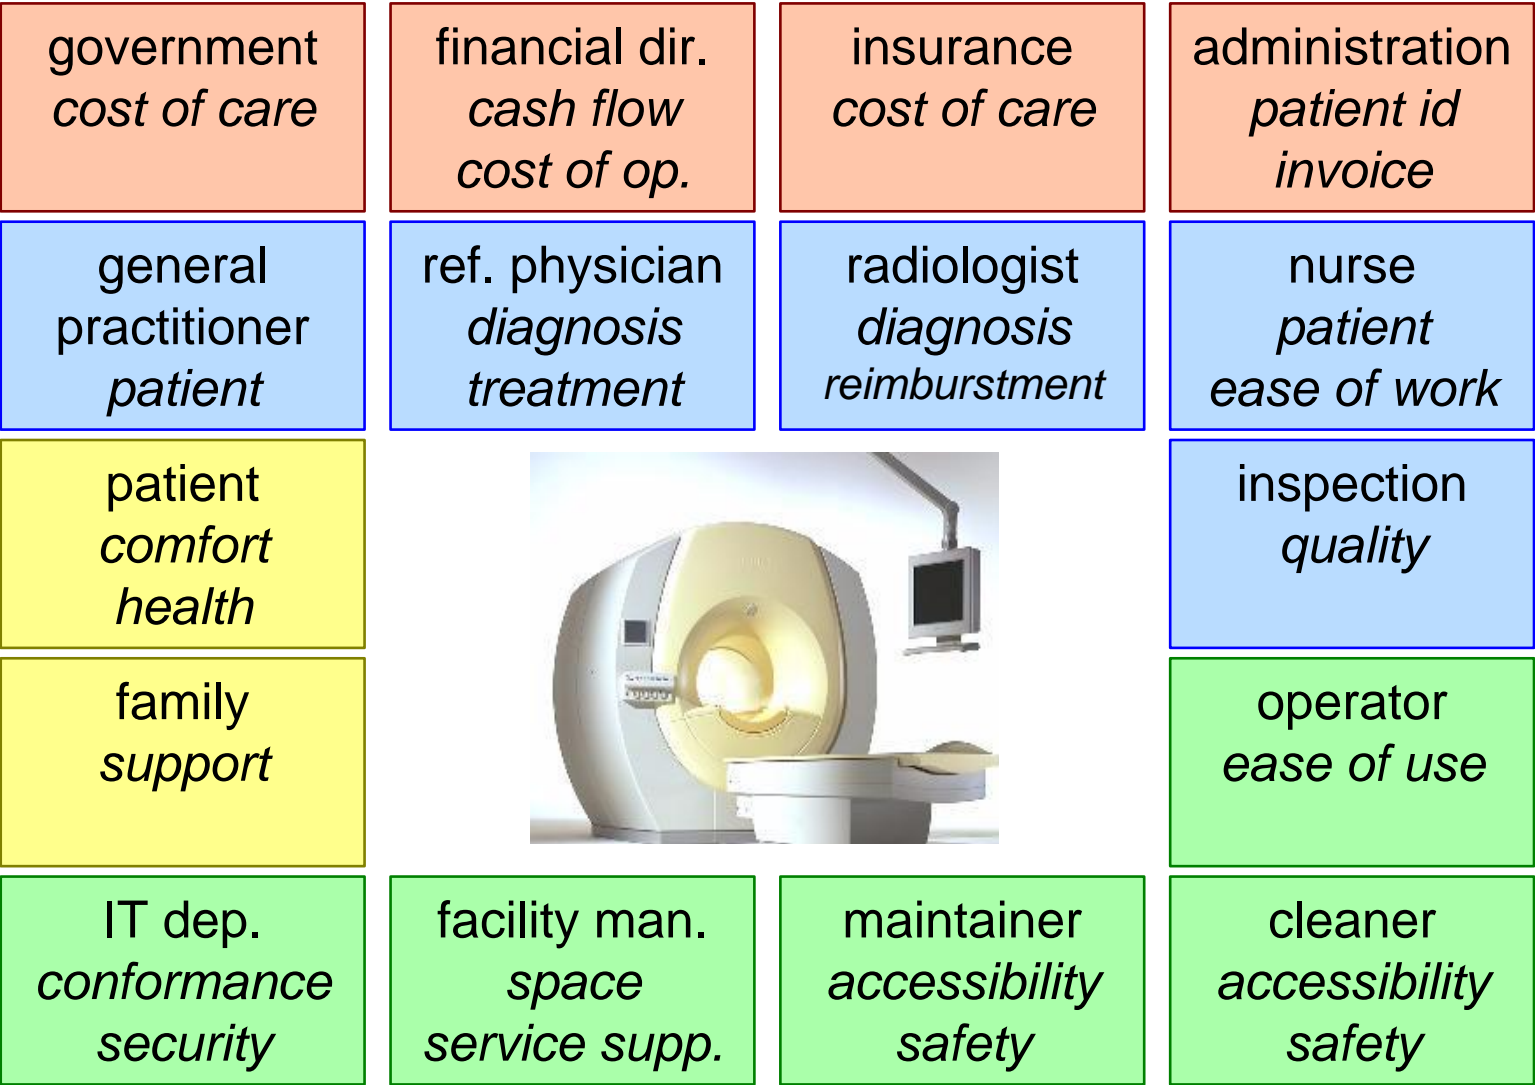 government
cost of care
financial dir.
cash flow
cost of op.
insurance
cost of care
administration
patient id
invoice
general
practitioner
patient
ref. physician
diagnosis
treatment
radiologist
diagnosis
reimburstment
nurse
patient
ease of work
patient
comfort
health
inspection
quality
family
support
operator
ease of use
IT dep.
conformance
security
facility man.
space
service supp.
maintainer
accessibility
safety
cleaner
accessibility
safety